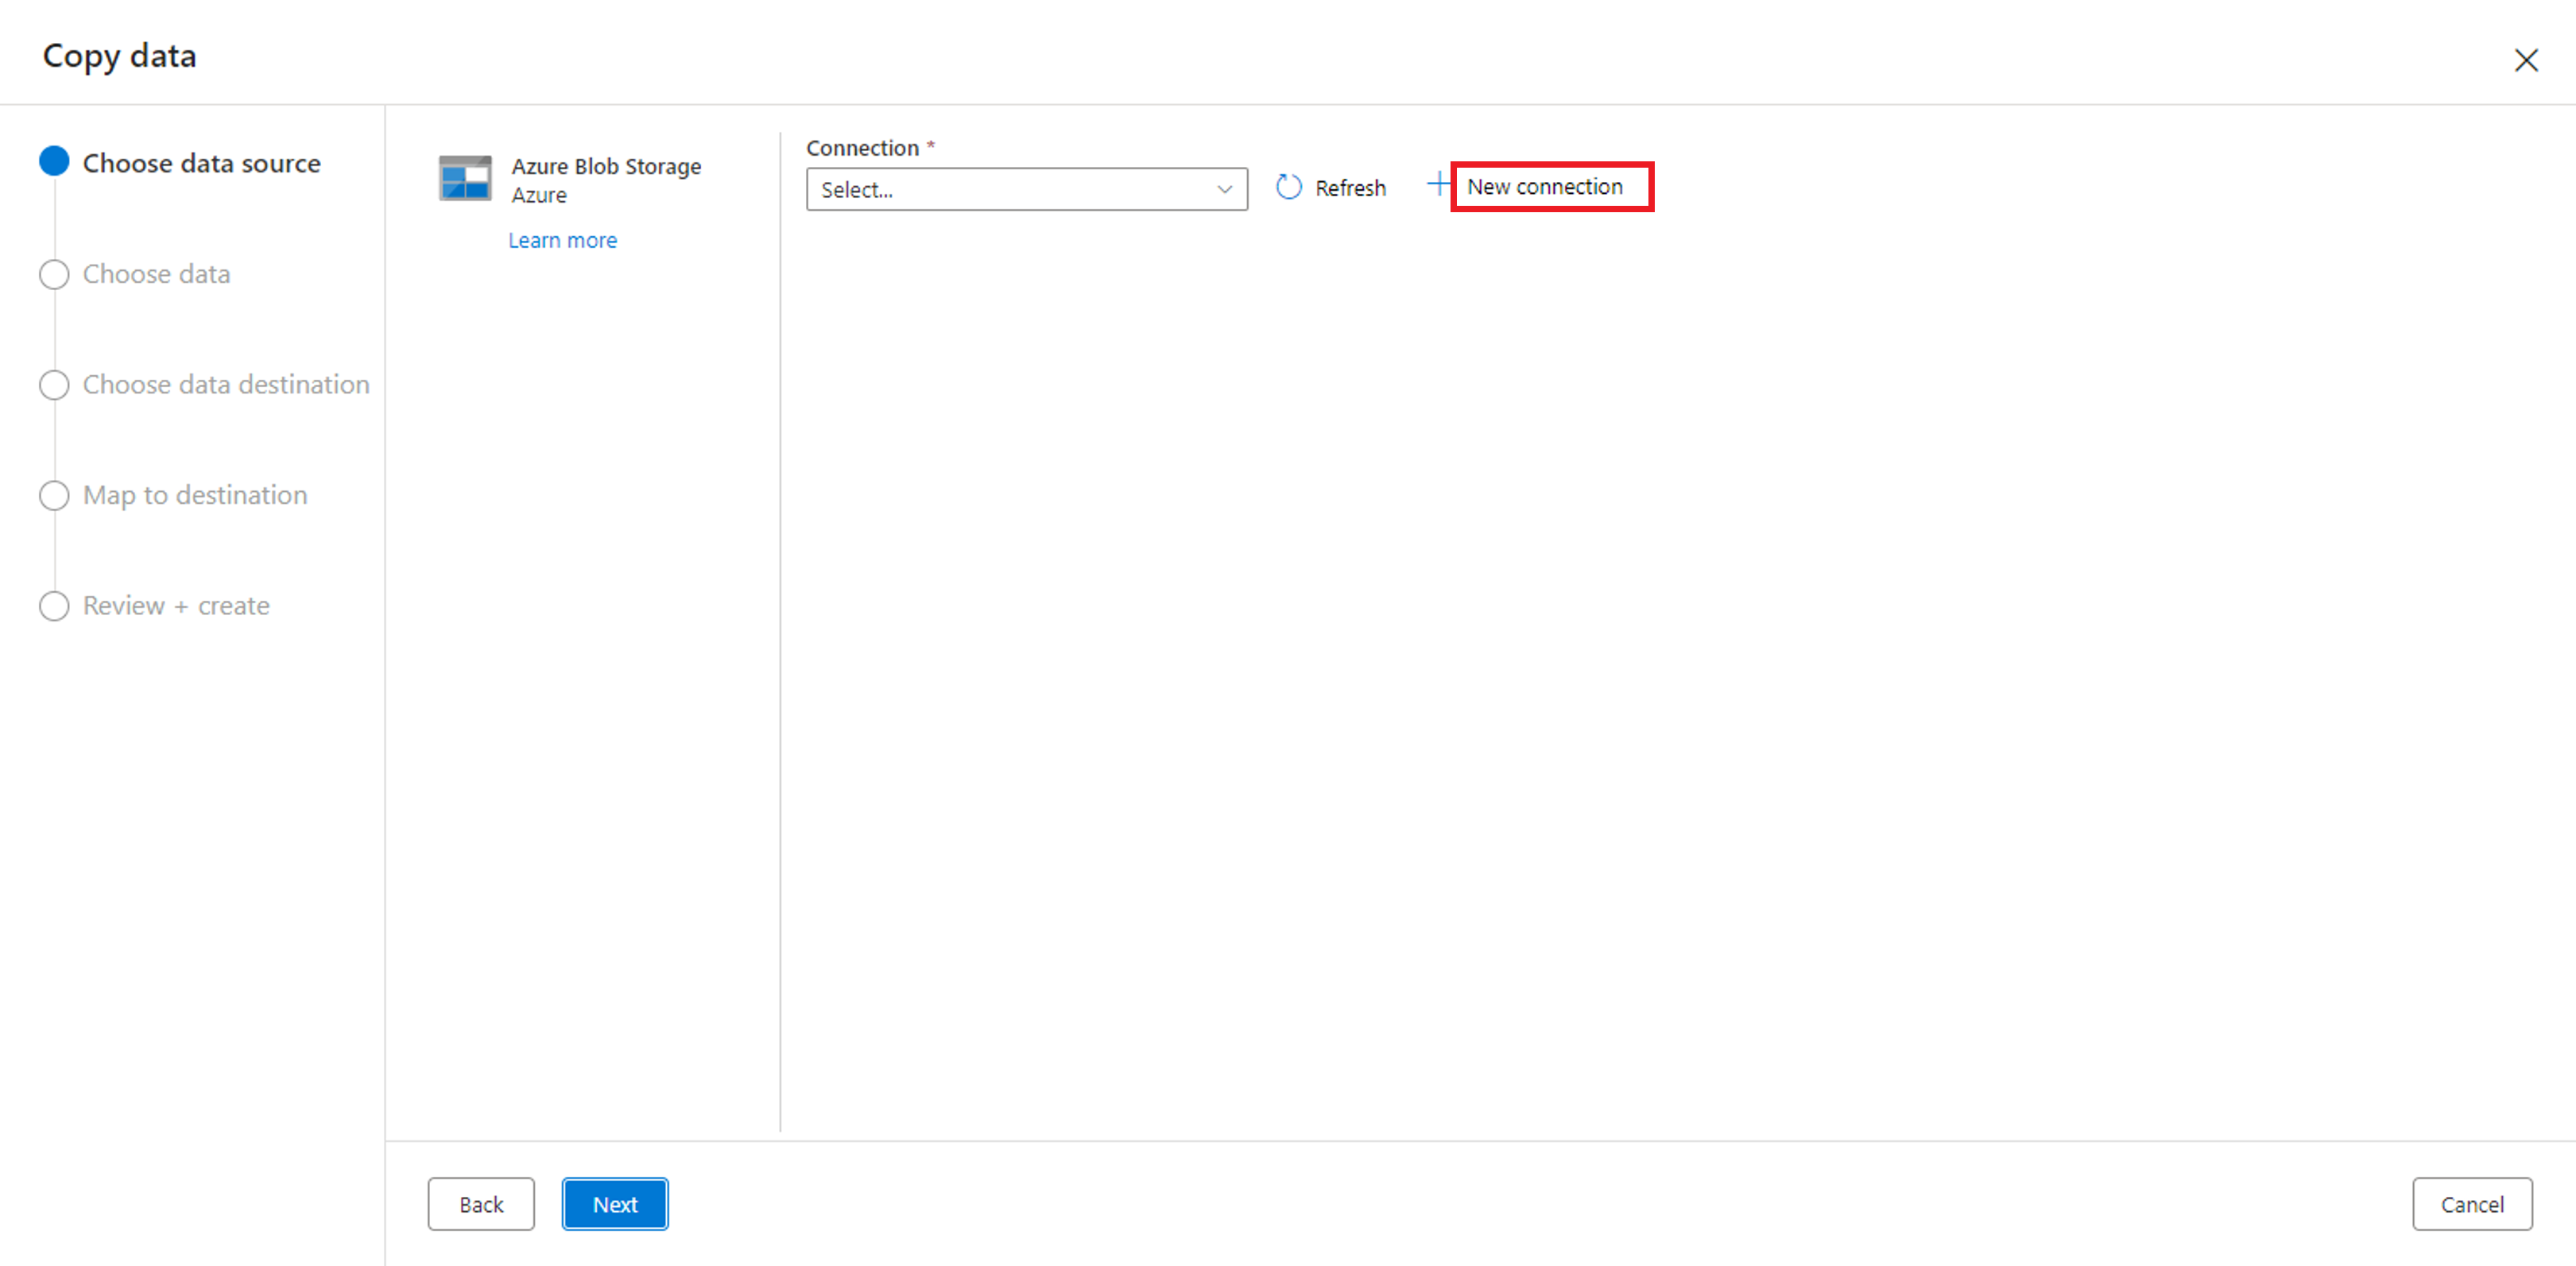 Copy data
Choose data source
Choose data
Choose data destination
Map to destination
Review + create
Azure Blob Storage
Azure
Learn more
Connection *
Select...
Refresh
New connection
Back
Next
Cancel